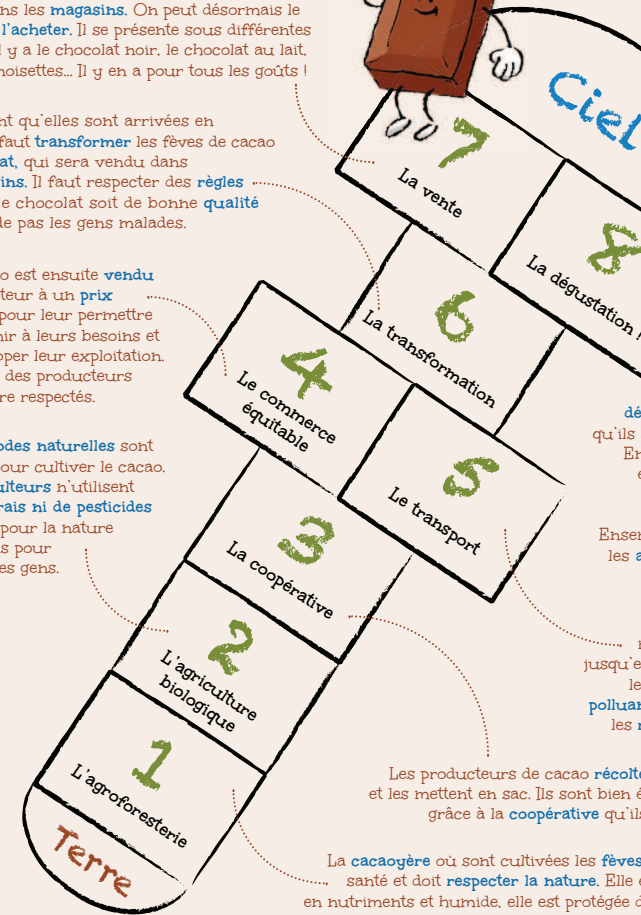 ns les magasins. On peut désormais le
l'acheter. Il se présente sous différentes
y a le chocolat noir, le chocolat au lait,
noisettes... Il y en a pour tous les goûts !
nt qu'elles sont arrivées en
faut transformer les fèves de cacao
at, qui sera vendu dans
ins. Il faut respecter des règles
e chocolat soit de bonne qualité
de pas les gens malades.
o est ensuite vendu
teur à un prix
pour leur permettre
nir à leurs besoins et
oper leur exploitation.
des producteurs
re respectés.
odes naturelles sont
our cultiver le cacao.
ulteurs n'utilisent
rais ni de pesticides
pour la nature
s pour
es gens.
Ciel
7
La vente
8
La dégustation !
6
La transformation
4
Le commerce
équitable
5
Le transport
3
La coopérative
2
L'agriculture
biologique
1
L'agroforesterie
Terre
dé
qu'ils
En
Ensem
les a
jusqu'e
le
polluan
les
Les producteurs de cacao récolte
et les mettent en sac. Ils sont bien é
grâce à la coopérative qu'ils
La cacaoyère où sont cultivées les fèves
santé et doit respecter la nature. Elle e
en nutriments et humide, elle est protégée d